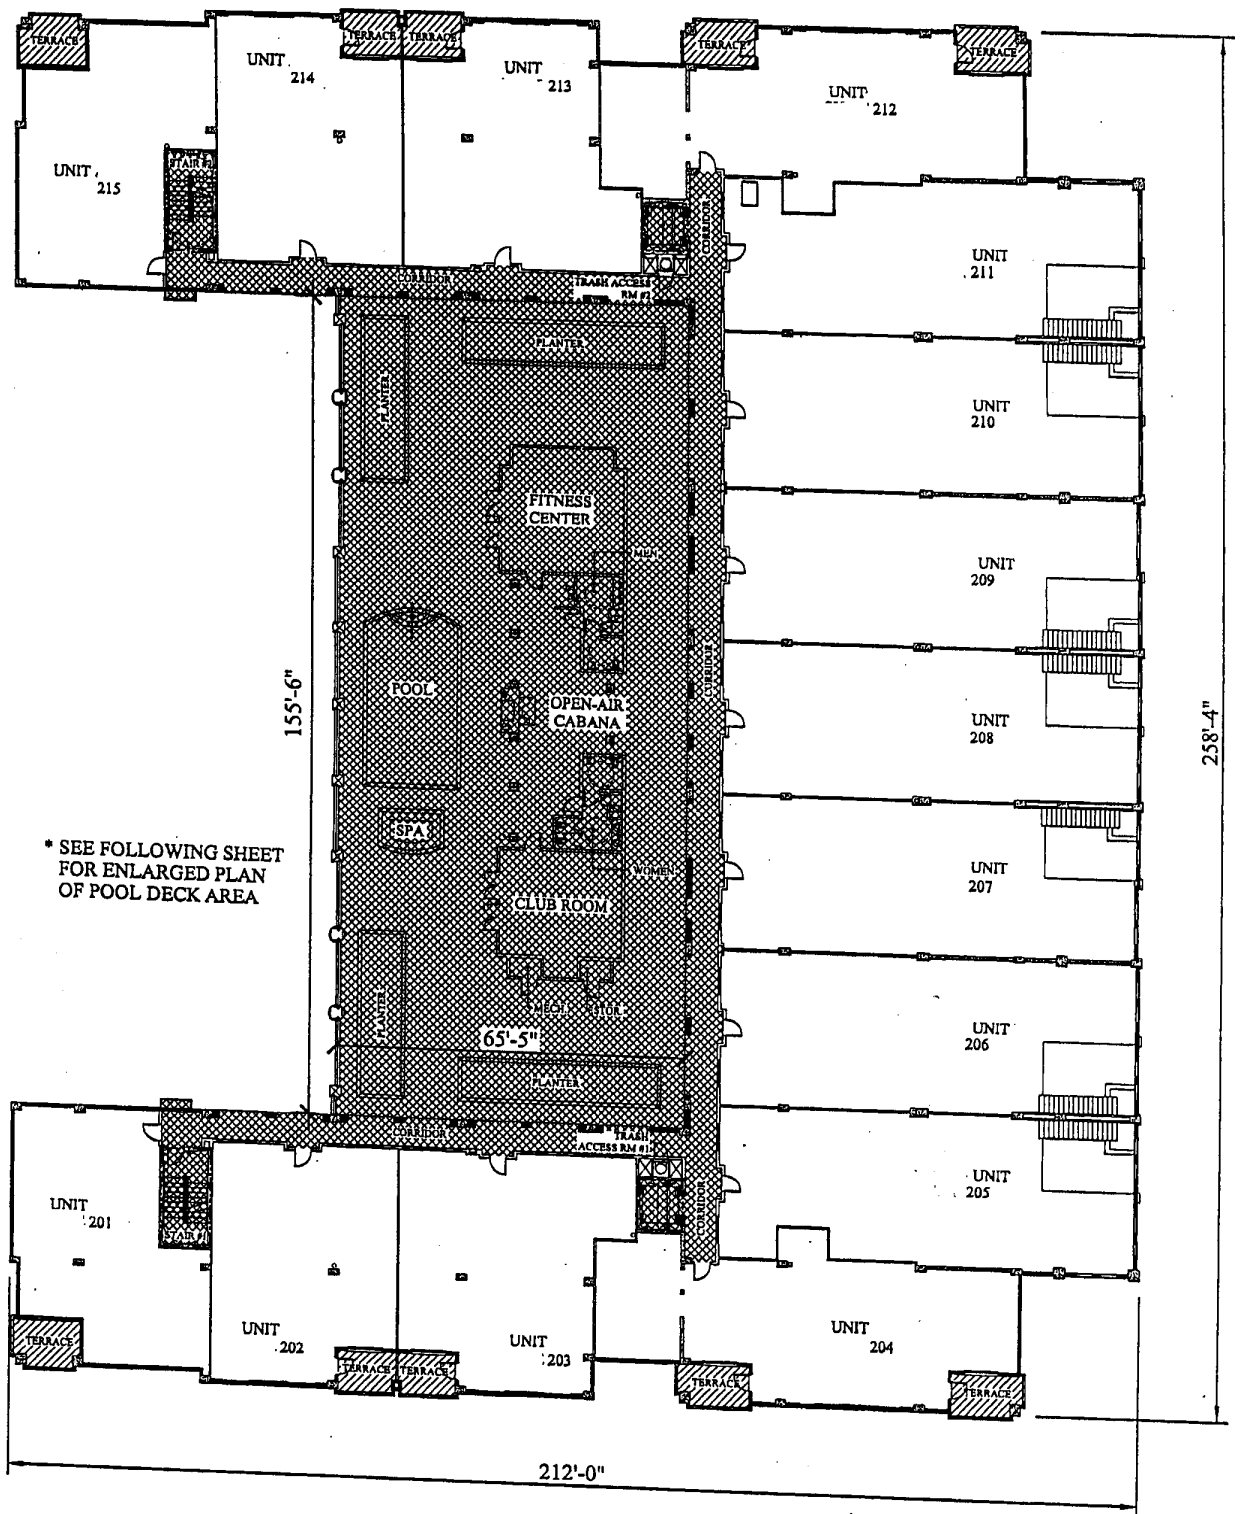 TERRACE
TERRACE
TERRACE
TERRACE
TERRACE
UNIT
214
UNIT
213
UNIT
212
UNIT
215
STAIR #2
CORRIDOR
CORRIDOR
TRASH ACCESS
RM #2
UNIT
211
PLANTER
PLANTER
UNIT
210
FITNESS
CENTER
MEN
UNIT
209
CORRIDOR
155'-6"
POOL
OPEN-AIR
CABANA
UNIT
208
258'-4"
SPA
* SEE FOLLOWING SHEET
FOR ENLARGED PLAN
OF POOL DECK AREA
WOMEN
UNIT
207
CLUB ROOM
MECH.
STOR.
PLANTER
65'-5"
UNIT
206
PLANTER
CORRIDOR
TRASH
ACCESS RM #1
CORRIDOR
UNIT
205
UNIT
201
STAIR #1
UNIT
202
UNIT
203
UNIT
204
TERRACE
TERRACE
TERRACE
TERRACE
TERRACE
212'-0"